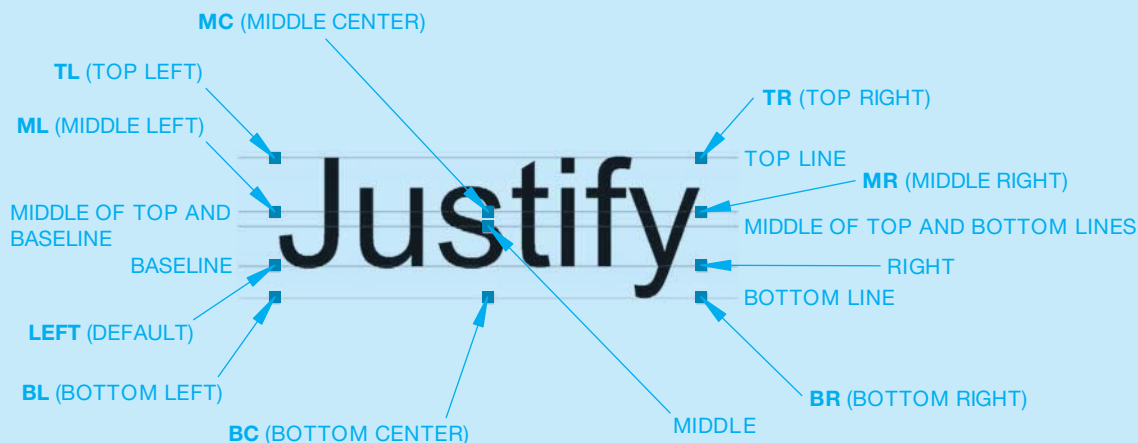 MC (MIDDLE CENTER)
TL (TOP LEFT)
TR (TOP RIGHT)
ML (MIDDLE LEFT)
TOP LINE
MR (MIDDLE RIGHT)
Justify
MIDDLE OF TOP AND
BASELINE
MIDDLE OF TOP AND BOTTOM LINES
BASELINE
RIGHT
BOTTOM LINE
LEFT (DEFAULT)
BL (BOTTOM LEFT)
BR (BOTTOM RIGHT)
MIDDLE
BC (BOTTOM CENTER)